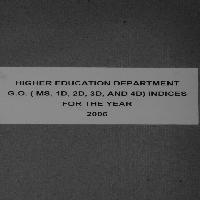 HIGHER EDUCATION DEPARTMENT
G.O. ( MS, 1D, 2D, 3D, AND 4D) INDICES
FOR THE YEAR
2006